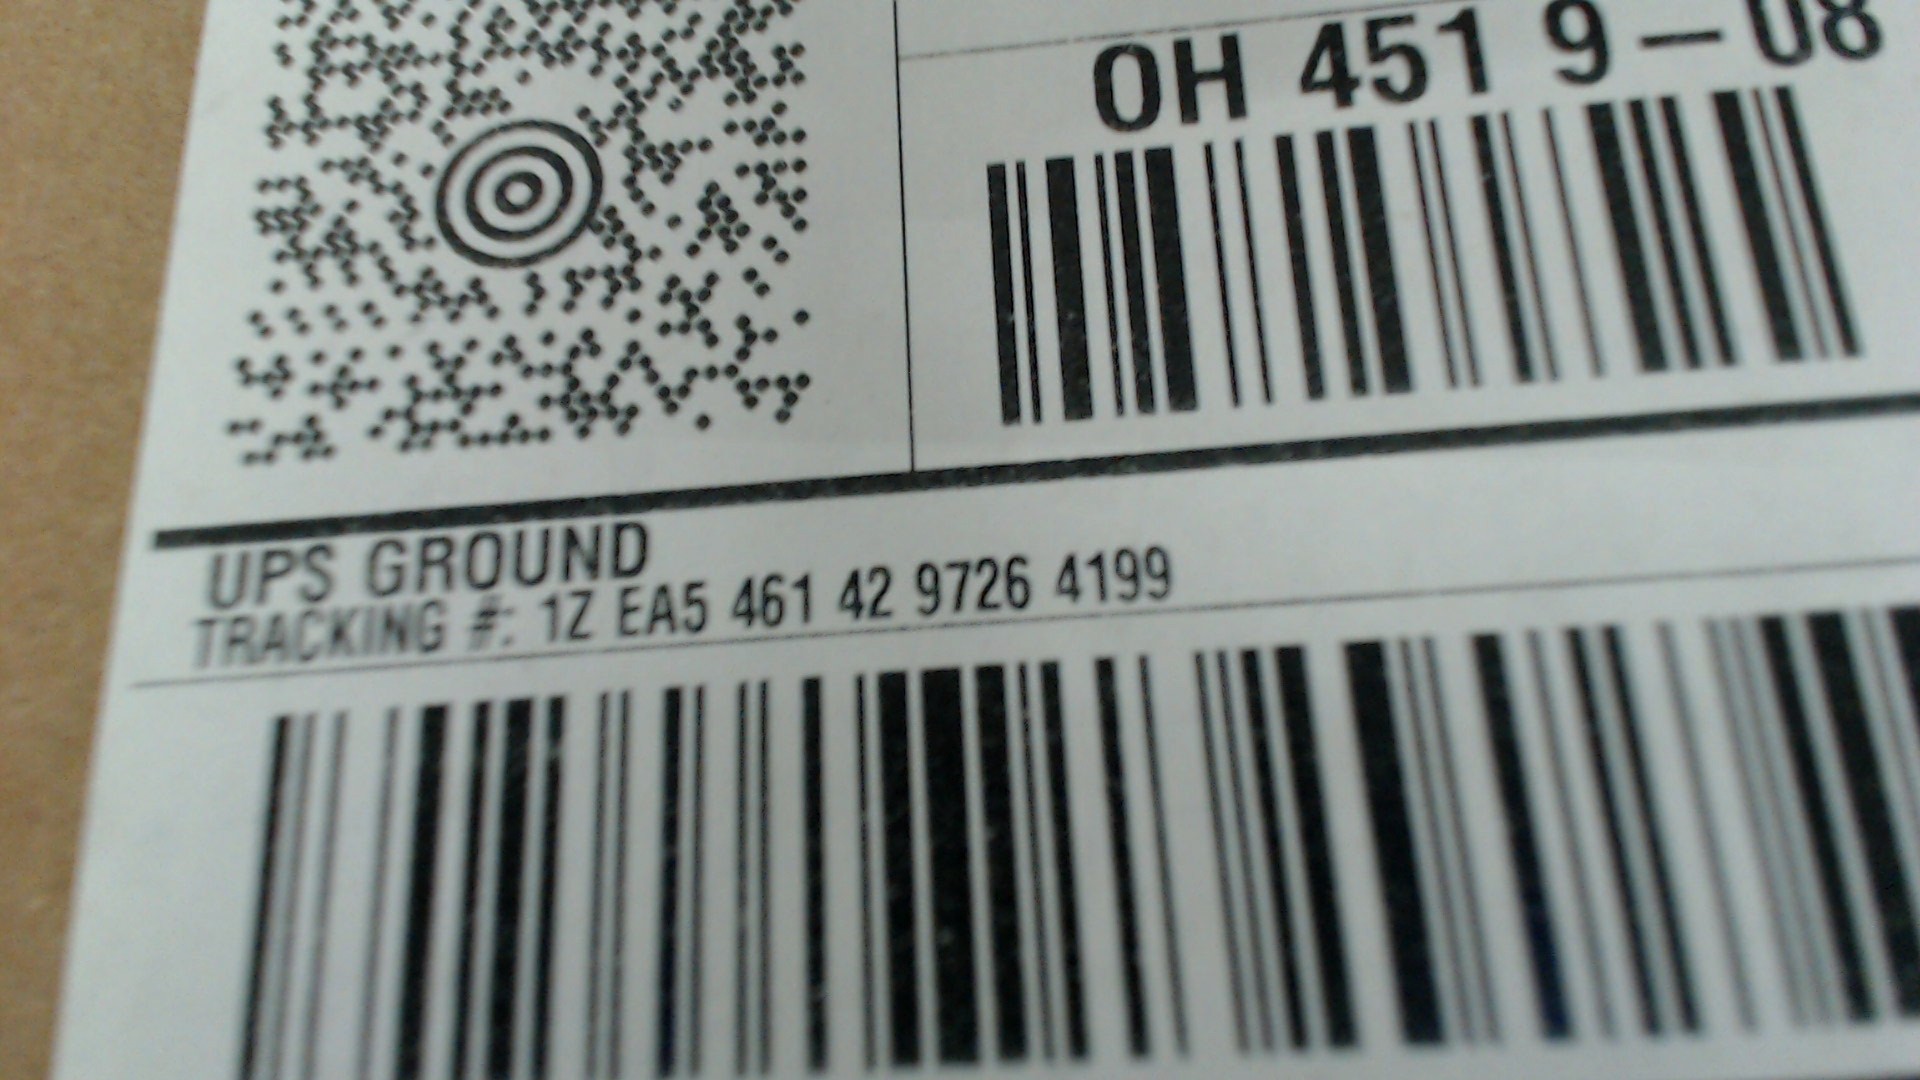 OH 451 9-08
UPS GROUND
TRACKING #: 1Z EA5 461 42 9726 4199